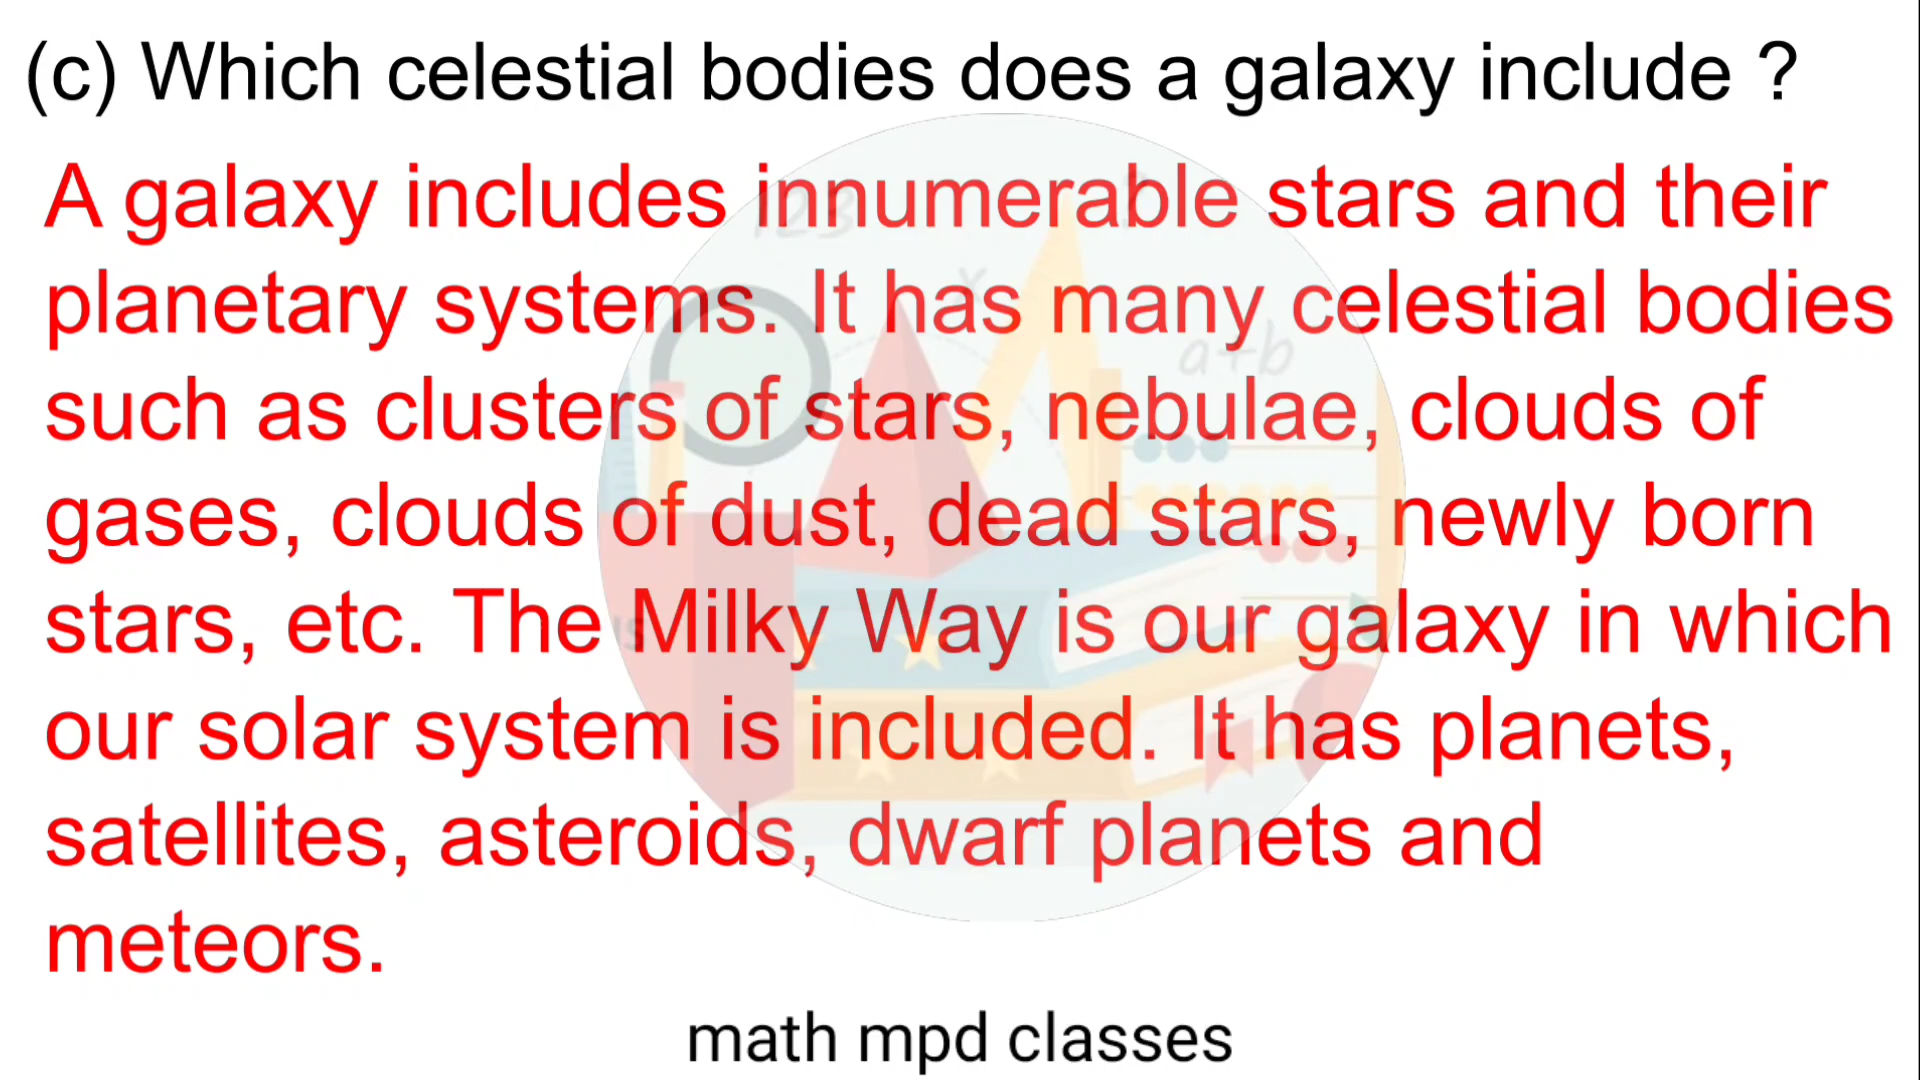 (c) Which celestial bodies does a galaxy include ?
A galaxy includes innumerable stars and their
planetary systems. It has many celestial bodies
such as clusters of stars, nebulae, clouds of
gases, clouds of dust, dead stars, newly born
stars, etc. The Milky Way is our galaxy in which
our solar system is included. It has planets,
satellites, asteroids, dwarf planets and
meteors.
123
x
a+b
math mpd classes